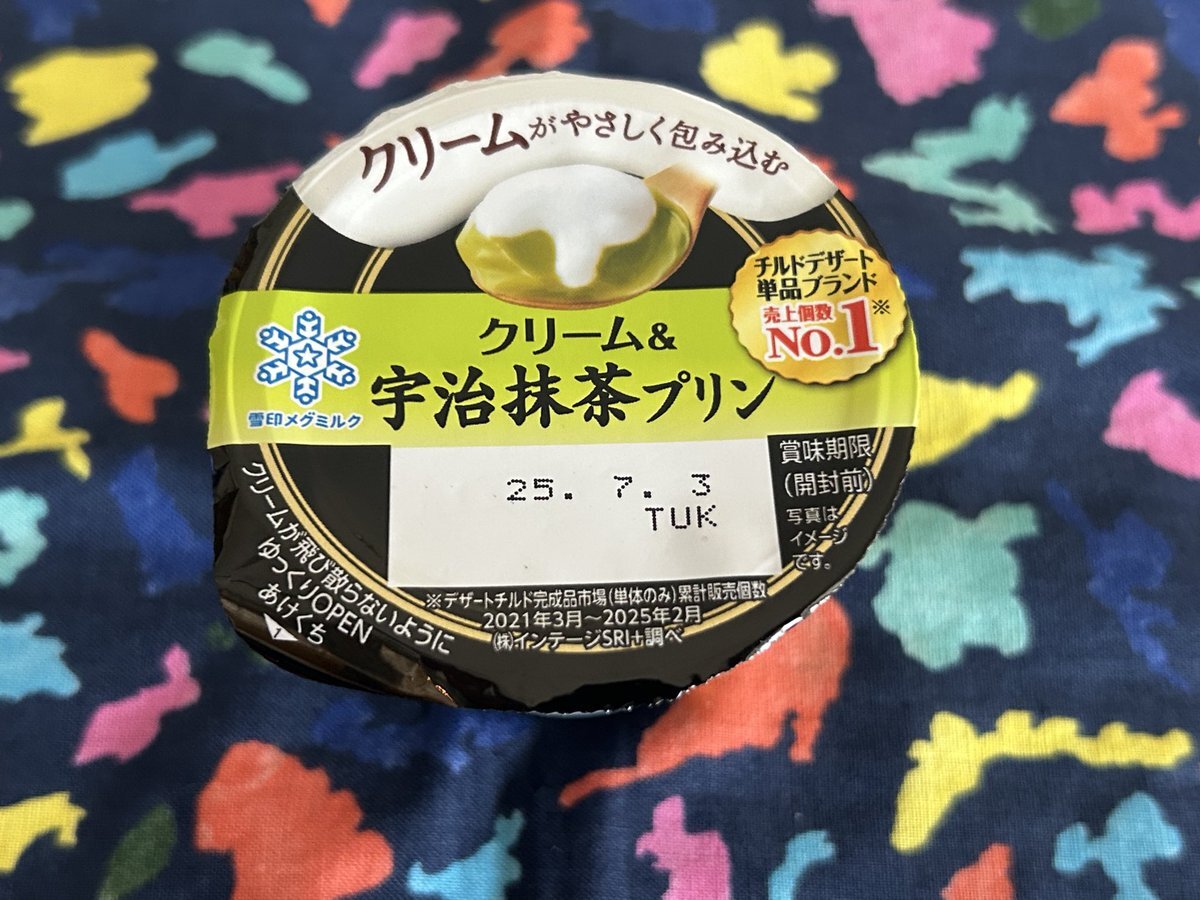 クリームがやさしく包み込む
チルドデザート
単品ブランド
売上個数
No.1※
雪印メグミルク
クリーム&
宇治抹茶プリン
賞味期限
(開封前)
25. 7. 3
TUK
写真は
イメージ
です。
クリームが飛び散らないように
ゆっくりOPEN
あけくち
1
※デザートチルド完成品市場(単体のみ)累計販売個数
2021年3月~2025年2月
㈱インテージSRI+調べ